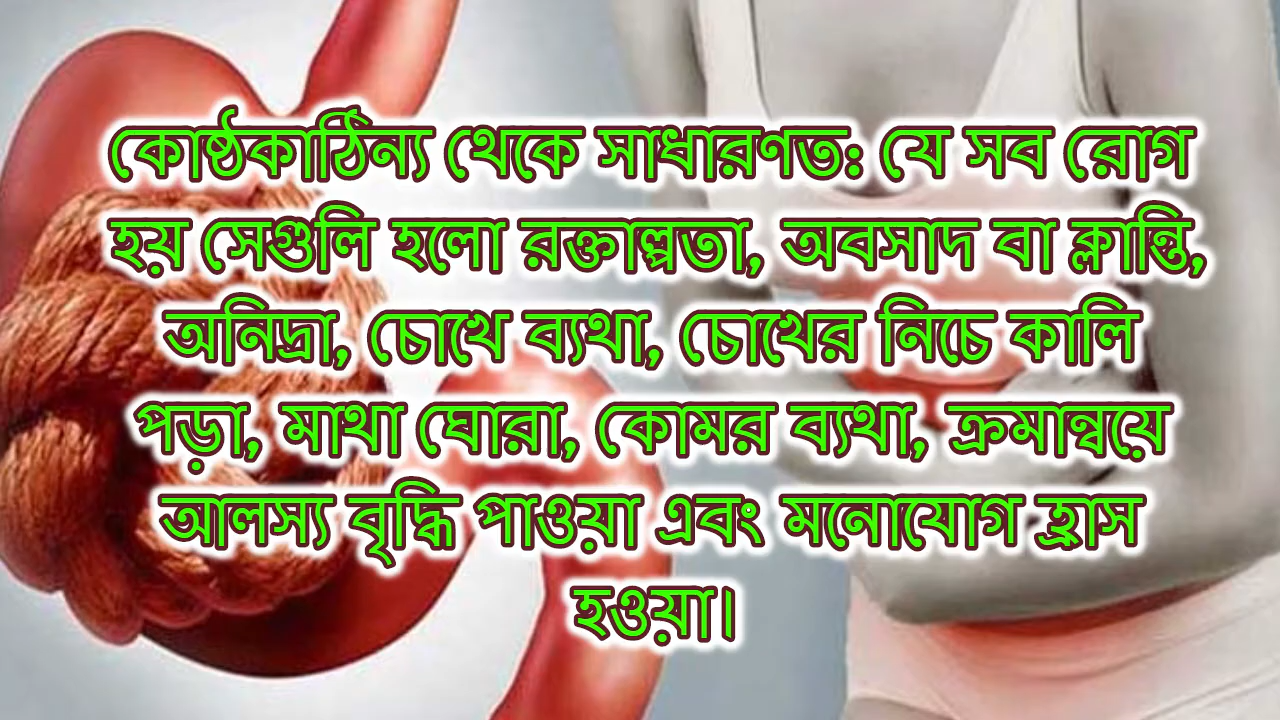 কোষ্ঠকাঠিন্য থেকে সাধারণত: যে সব রোগ
হয় সেগুলি হলো রক্তাল্পতা, অবসাদ বা ক্লান্তি,
অনিদ্রা, চোখে ব্যথা, চোখের নিচে কালি
পড়া, মাথা ঘোরা, কোমর ব্যথা, ক্রমান্বয়ে
আলস্য বৃদ্ধি পাওয়া এবং মনোযোগ হ্রাস
হওয়া।